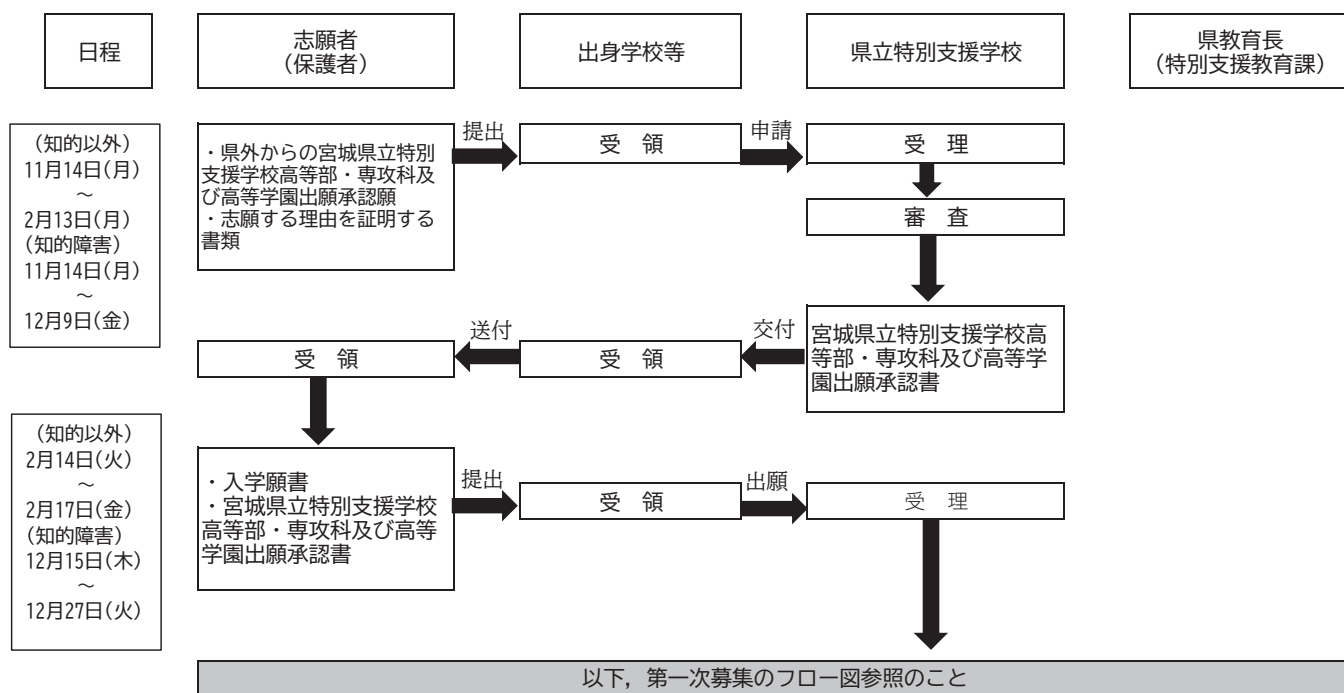 日程
志願者
（保護者）
出身学校等
県立特別支援学校
県教育長
（特別支援教育課）
（知的以外）
11月14日(月)
～
2月13日(月)
(知的障害)
11月14日(月)
～
12月9日(金)
・県外からの宮城県立特別
支援学校高等部・専攻科及
び高等学園出願承認願
・志願する理由を証明する
書類
提出
受　領
申請
受　理
審　査
宮城県立特別支援学校高
等部・専攻科及び高等学
園出願承認書
交付
受　領
送付
受　領
（知的以外）
2月14日(火)
～
2月17日(金)
(知的障害)
12月15日(木)
～
12月27日(火)
・入学願書
・宮城県立特別支援学校
高等部・専攻科及び高等
学園出願承認書
提出
受　領
出願
受　理
以下，第一次募集のフロー図参照のこと